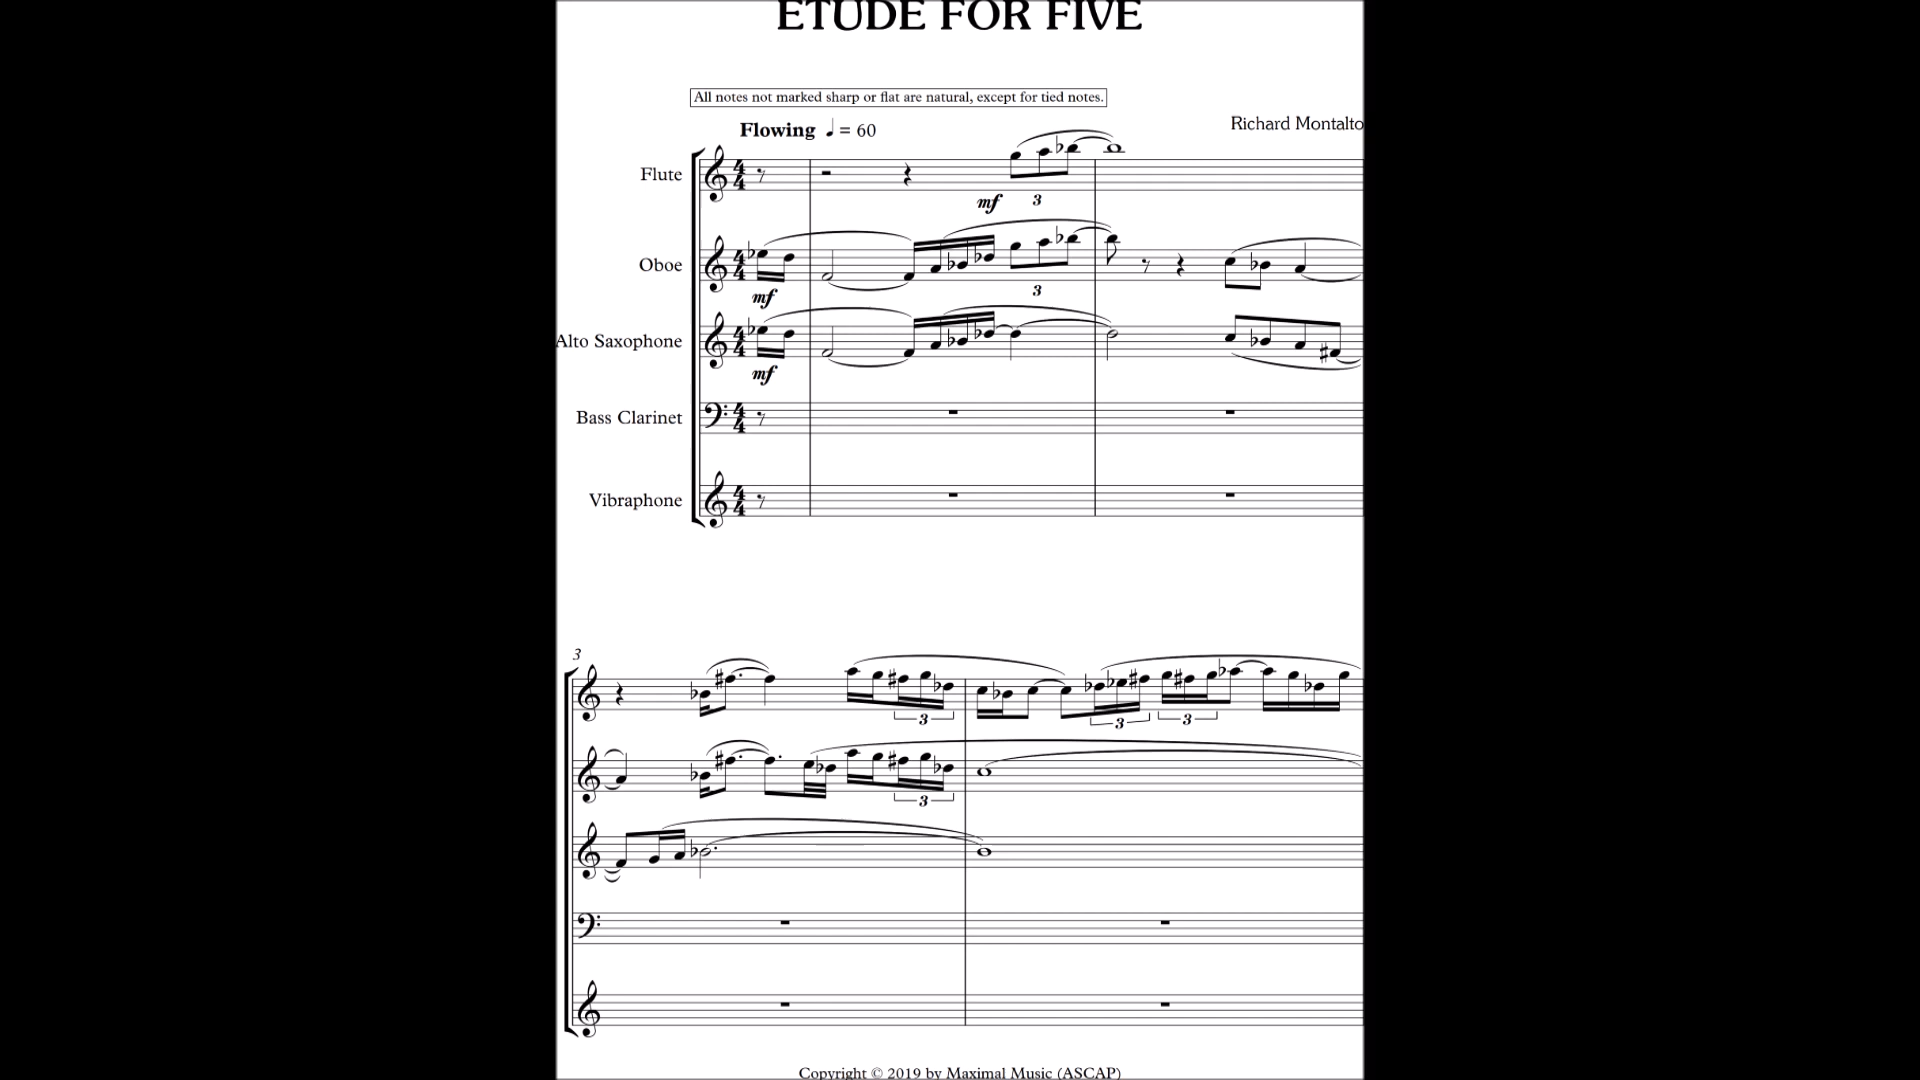 ETUDE FOR FIVE
All notes not marked sharp or flat are natural, except for tied notes.
Flowing ♩ = 60
Richard Montalto
Flute
mf 3
Oboe
mf 3
Alto Saxophone
mf
Bass Clarinet
Vibraphone
3
3 3 3
3
Copyright © 2019 by Maximal Music (ASCAP)